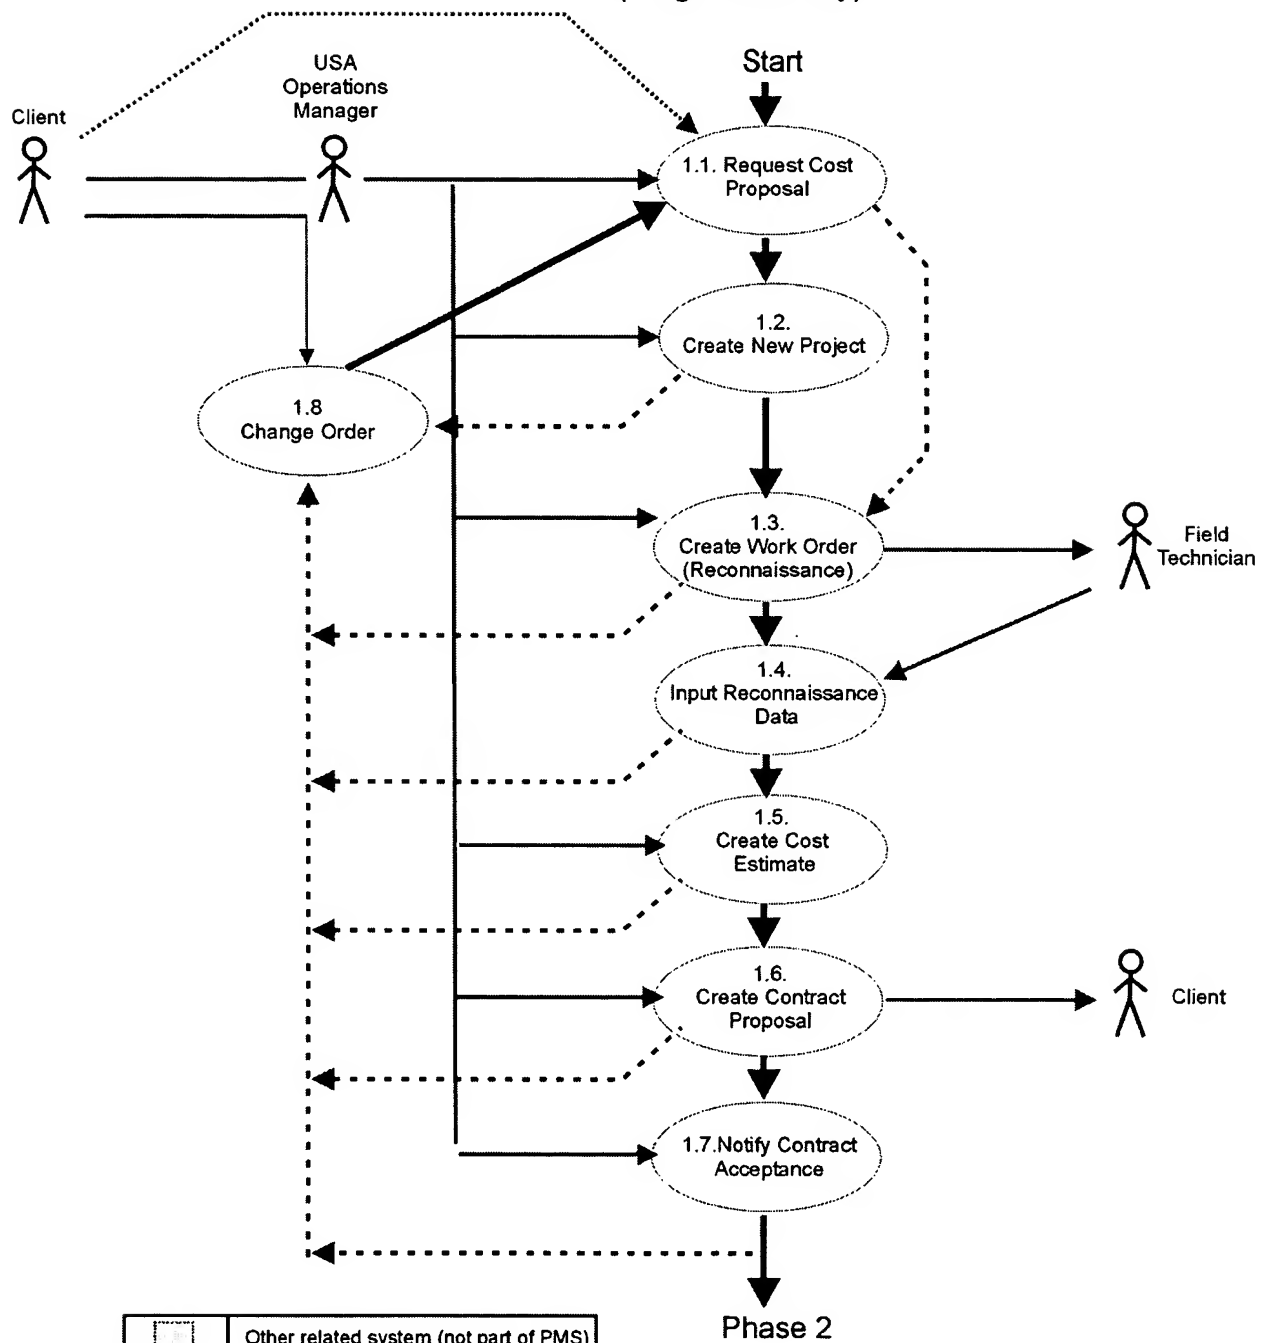 Start
USA
Operations
Manager
Client
1.1. Request Cost
Proposal
1.2.
Create New Project
1.8
Change Order
1.3.
Create Work Order
(Reconnaissance)
Field
Technician
1.4.
Input Reconnaissance
Data
1.5.
Create Cost
Estimate
1.6.
Create Contract
Proposal
Client
1.7.Notify Contract
Acceptance
Phase 2
Other related system (not part of PMS)